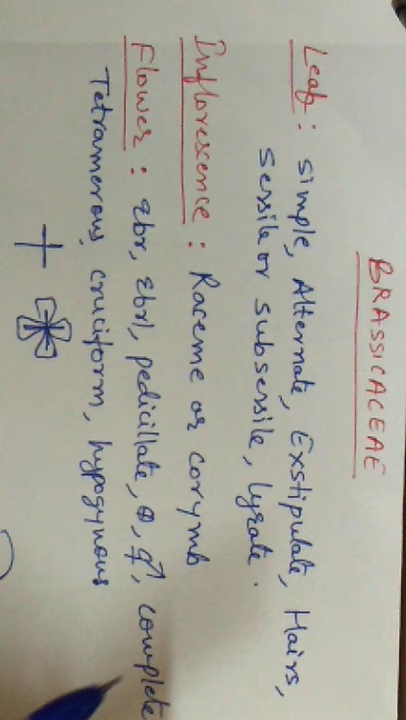 BRASSICACEAE
Leaf : Simple, Alternate, Exstipulate, Hairs,
Sessile or subsessile, lyrate.
Inflorescence : Raceme or corymb
Flower : Ebr, Ebrl, pedicillate, ⊕, ⚥, complete
Tetramerous, cruciform, hypogynous